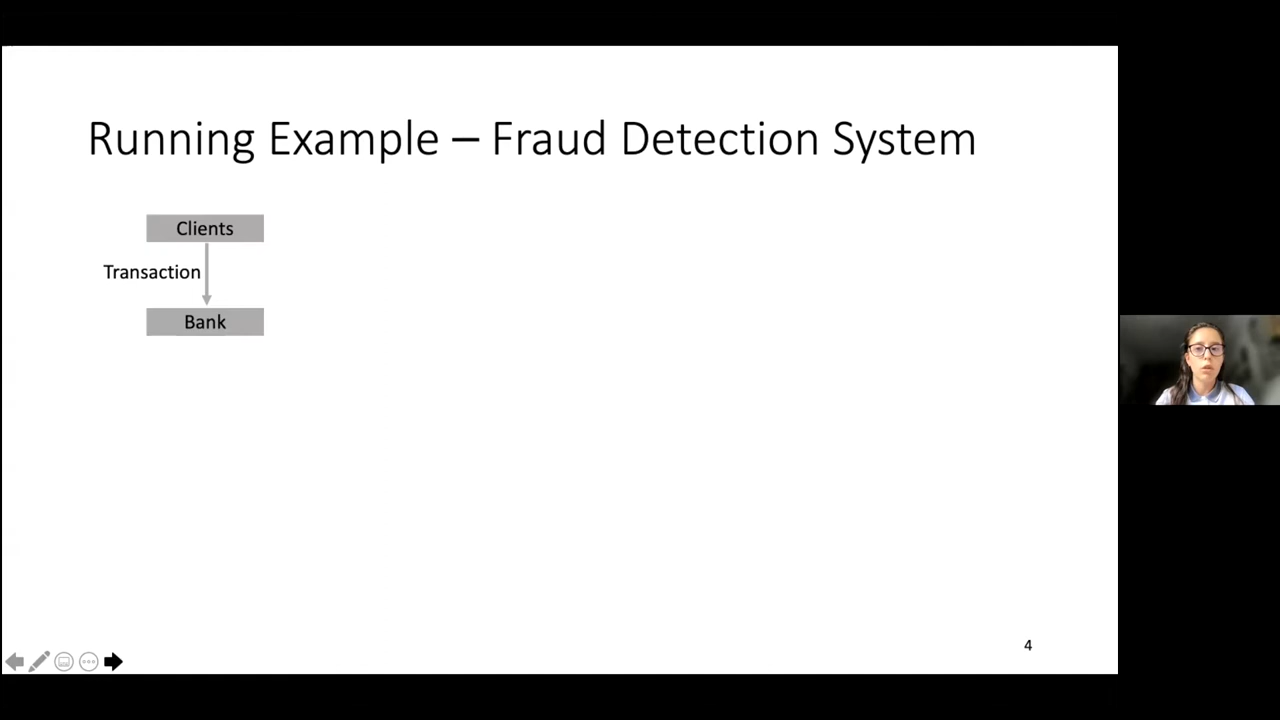 Running Example – Fraud Detection System
Clients
Transaction
Bank
4